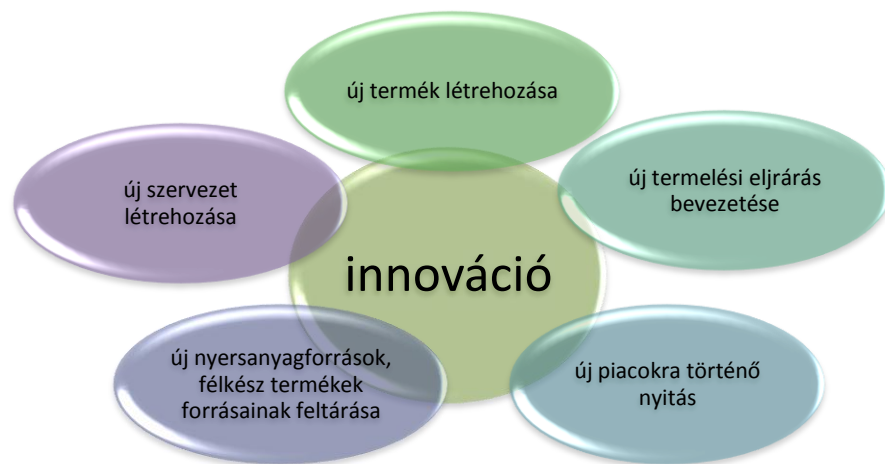 új termék létrehozása
új termelési eljrárás
bevezetése
új piacokra történő
nyitás
új nyersanyagforrások,
félkész termékek
forrásainak feltárása
új szervezet
létrehozása
innováció